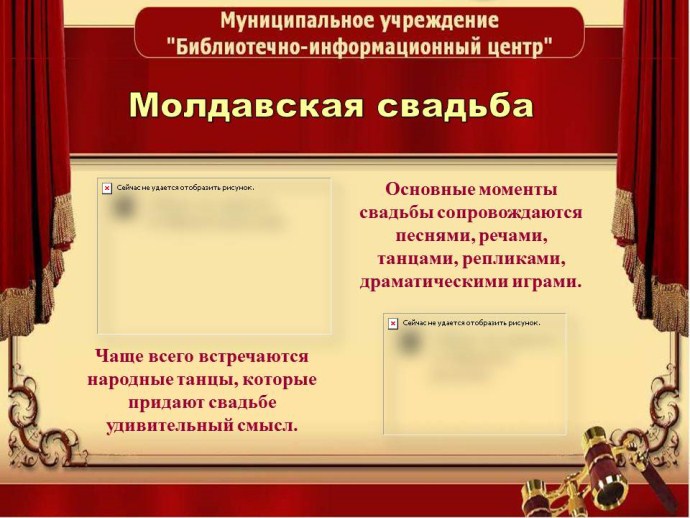 Муниципальное учреждение
"Библиотечно-информационный центр"
Молдавская свадьба
Сейчас не удается отобразить рисунок.
Основные моменты
свадьбы сопровождаются
песнями, речами,
танцами, репликами,
драматическими играми.
Сейчас не удается отобразить рисунок.
Чаще всего встречаются
народные танцы, которые
придают свадьбе
удивительный смысл.